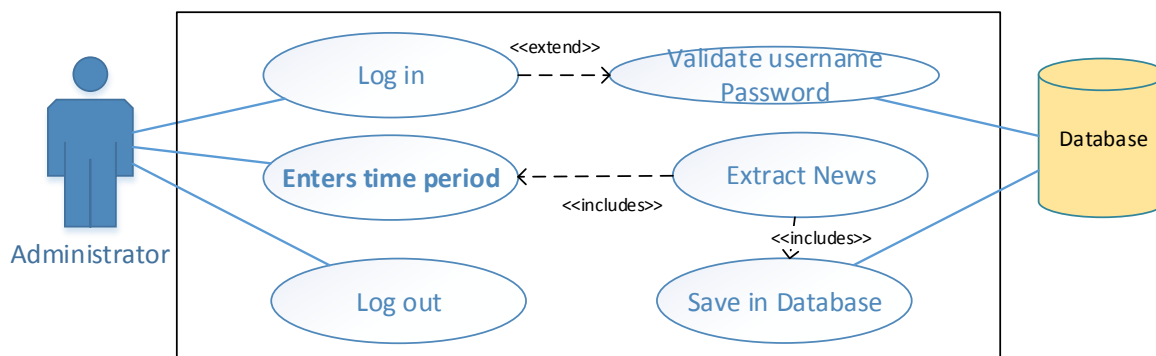 <<extend>>
Log in
Validate username
Password
Database
Enters time period
Extract News
<<includes>>
<<includes>>
Administrator
Log out
Save in Database